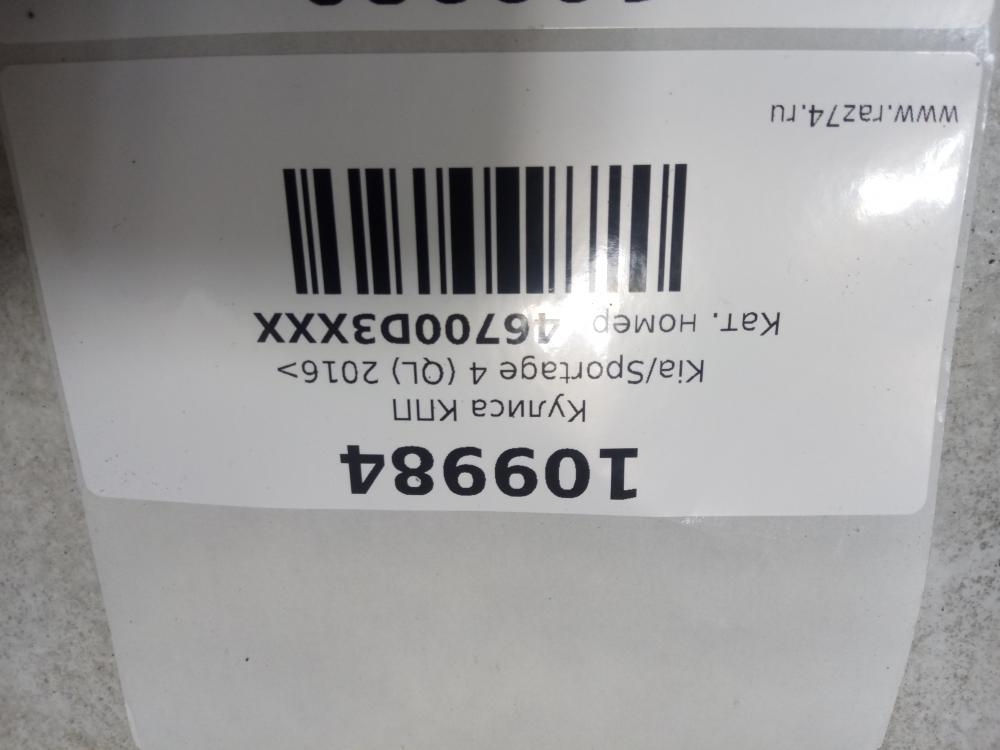 109984
Кулиса КПП
Kia/Sportage 4 (QL) 2016>
Кат. номер 46700D3XXX
www.raz74.ru